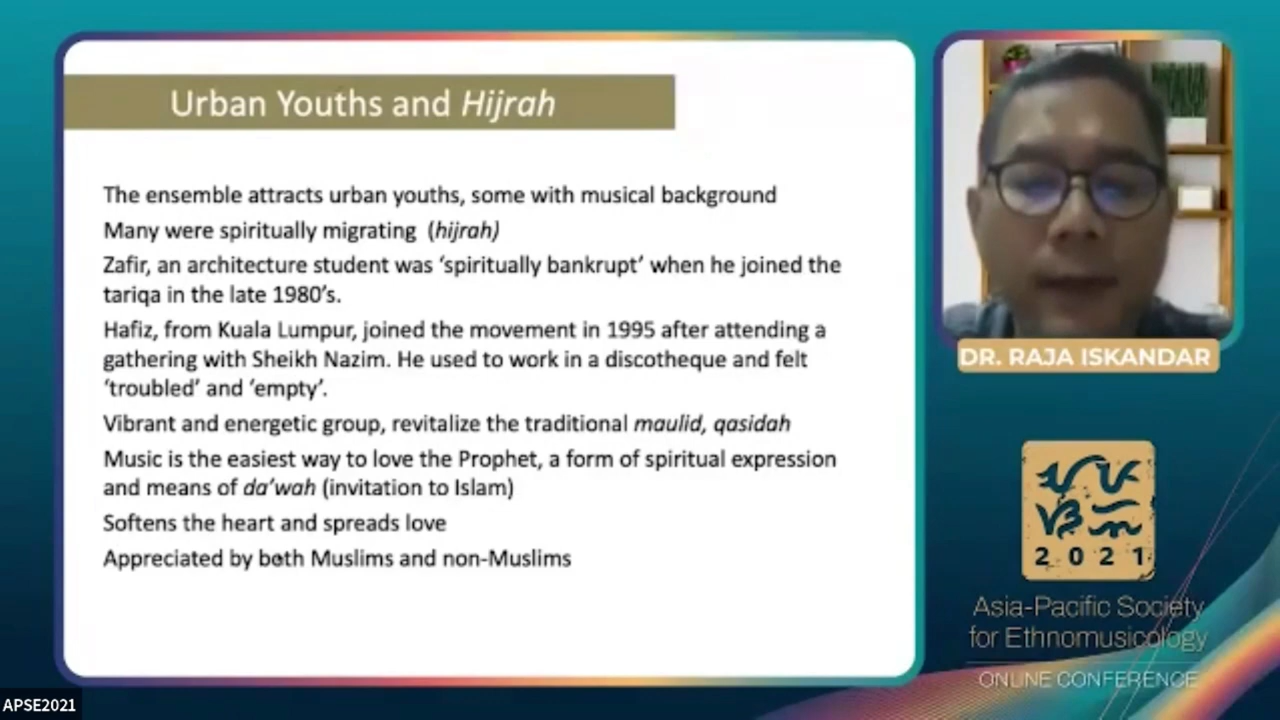 Urban Youths and Hijrah
The ensemble attracts urban youths, some with musical background
Many were spiritually migrating (hijrah)
Zafir, an architecture student was ‘spiritually bankrupt’ when he joined the
tariqa in the late 1980’s.
Hafiz, from Kuala Lumpur, joined the movement in 1995 after attending a
gathering with Sheikh Nazim. He used to work in a discotheque and felt
‘troubled’ and ‘empty’.
Vibrant and energetic group, revitalize the traditional maulid, qasidah
Music is the easiest way to love the Prophet, a form of spiritual expression
and means of da’wah (invitation to Islam)
Softens the heart and spreads love
Appreciated by both Muslims and non-Muslims
DR. RAJA ISKANDAR
2021
Asia-Pacific Society
for Ethnomusicology
ONLINE CONFERENCE
APSE2021